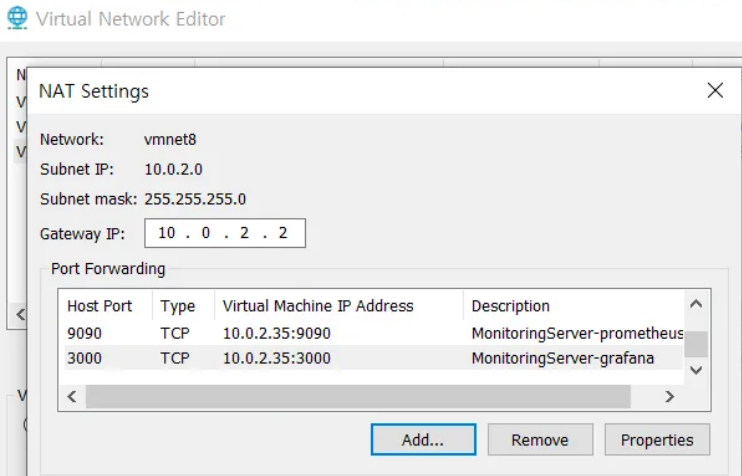 Virtual Network Editor
N
V
V
V
NAT Settings
Network: vmnet8
Subnet IP: 10.0.2.0
Subnet mask: 255.255.255.0
Gateway IP: 10 . 0 . 2 . 2
Port Forwarding
Host Port Type Virtual Machine IP Address Description
9090 TCP 10.0.2.35:9090 MonitoringServer-prometheus
3000 TCP 10.0.2.35:3000 MonitoringServer-grafana
V
Add... Remove Properties